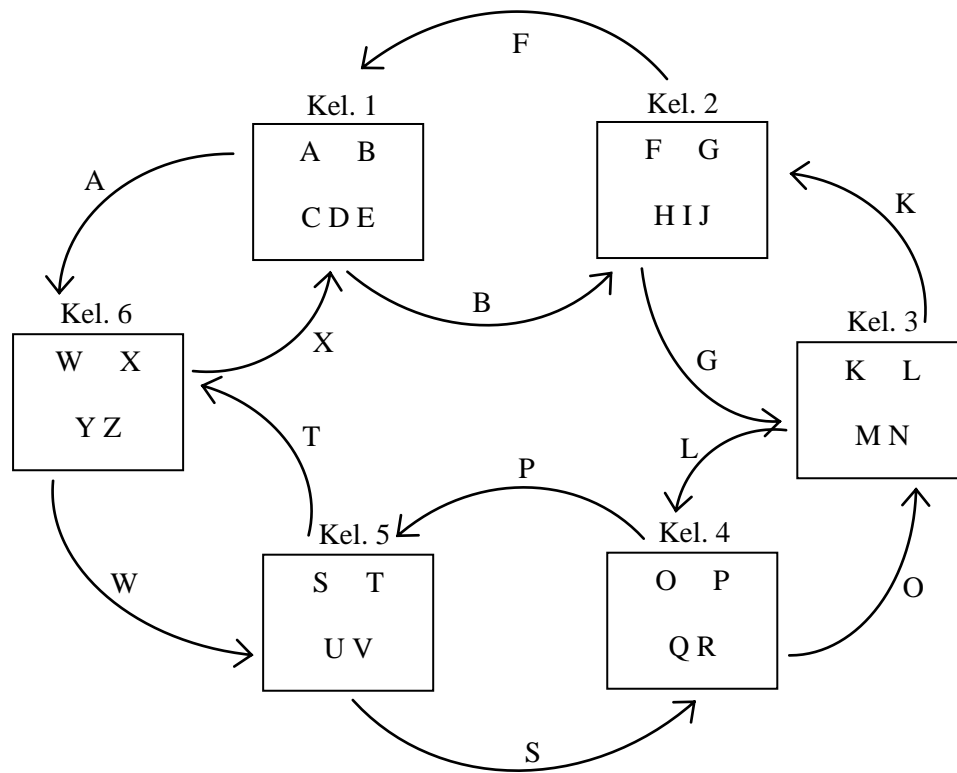 F
Kel. 1
Kel. 2
A B
F G
A
K
C D E
H I J
B
Kel. 6
Kel. 3
X
W X
G
K L
Y Z
T
M N
L
P
Kel. 5
Kel. 4
W
S T
O P
O
U V
Q R
S